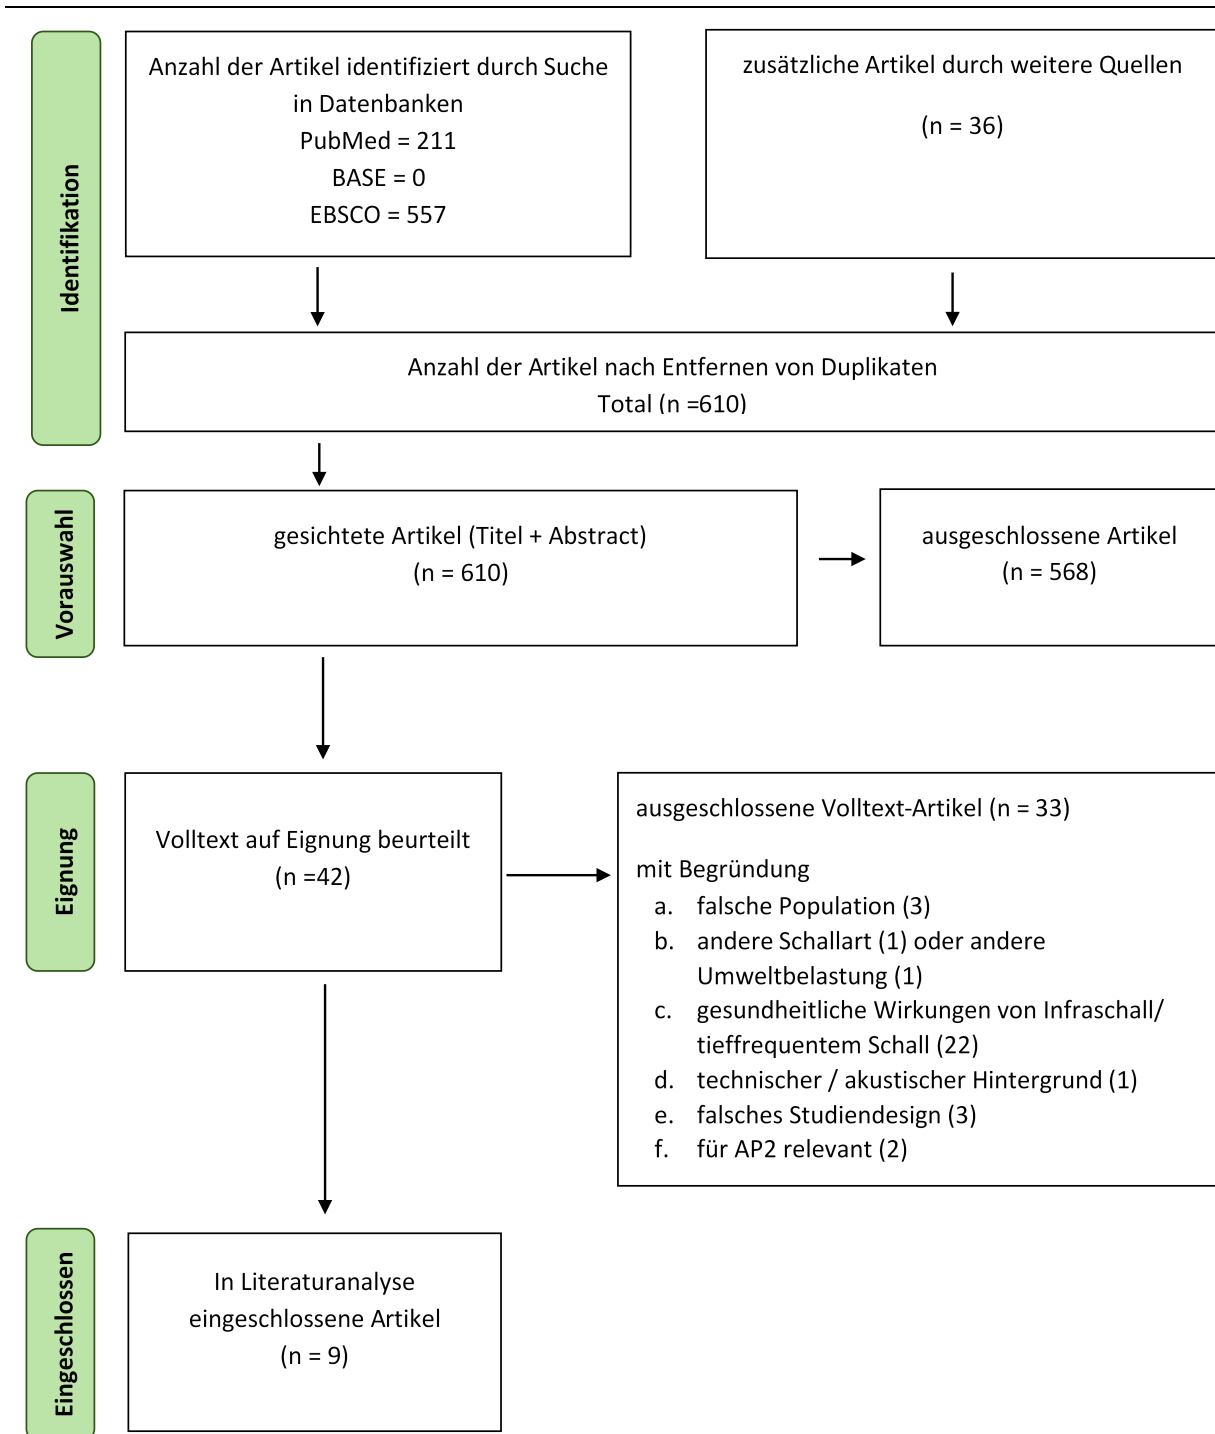 Identifikation
Anzahl der Artikel identifiziert durch Suche
in Datenbanken
PubMed = 211
BASE = 0
EBSCO = 557
zusätzliche Artikel durch weitere Quellen
(n = 36)
Anzahl der Artikel nach Entfernen von Duplikaten
Total (n =610)
Vorauswahl
gesichtete Artikel (Titel + Abstract)
(n = 610)
ausgeschlossene Artikel
(n = 568)
Eignung
Volltext auf Eignung beurteilt
(n =42)
ausgeschlossene Volltext-Artikel (n = 33)
mit Begründung
a. falsche Population (3)
b. andere Schallart (1) oder andere
Umweltbelastung (1)
c. gesundheitliche Wirkungen von Infraschall/
tieffrequentem Schall (22)
d. technischer / akustischer Hintergrund (1)
e. falsches Studiendesign (3)
f. für AP2 relevant (2)
Eingeschlossen
In Literaturanalyse
eingeschlossene Artikel
(n = 9)